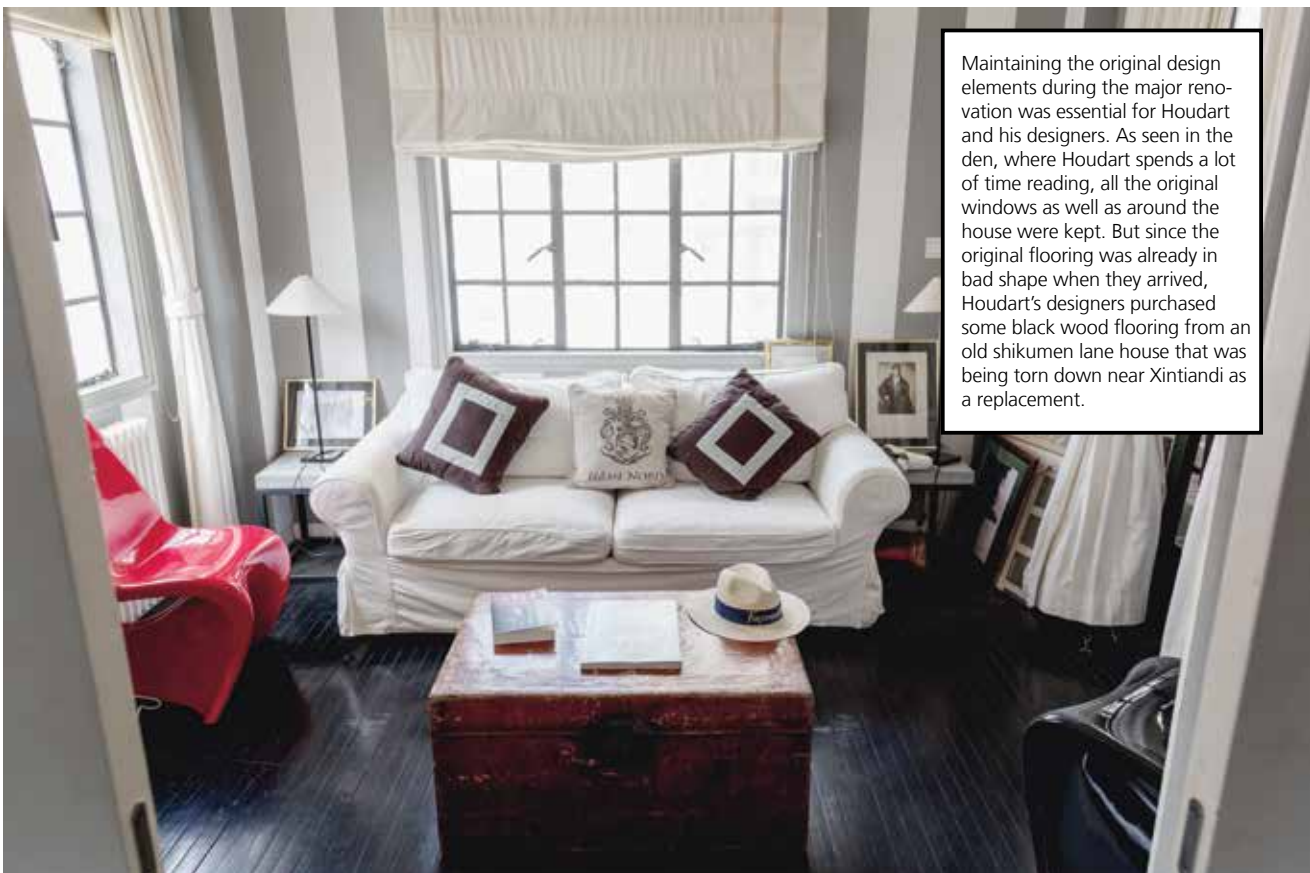 Maintaining the original design
elements during the major reno-
vation was essential for Houdart
and his designers. As seen in the
den, where Houdart spends a lot
of time reading, all the original
windows as well as around the
house were kept. But since the
original flooring was already in
bad shape when they arrived,
Houdart’s designers purchased
some black wood flooring from an
old shikumen lane house that was
being torn down near Xintiandi as
a replacement.